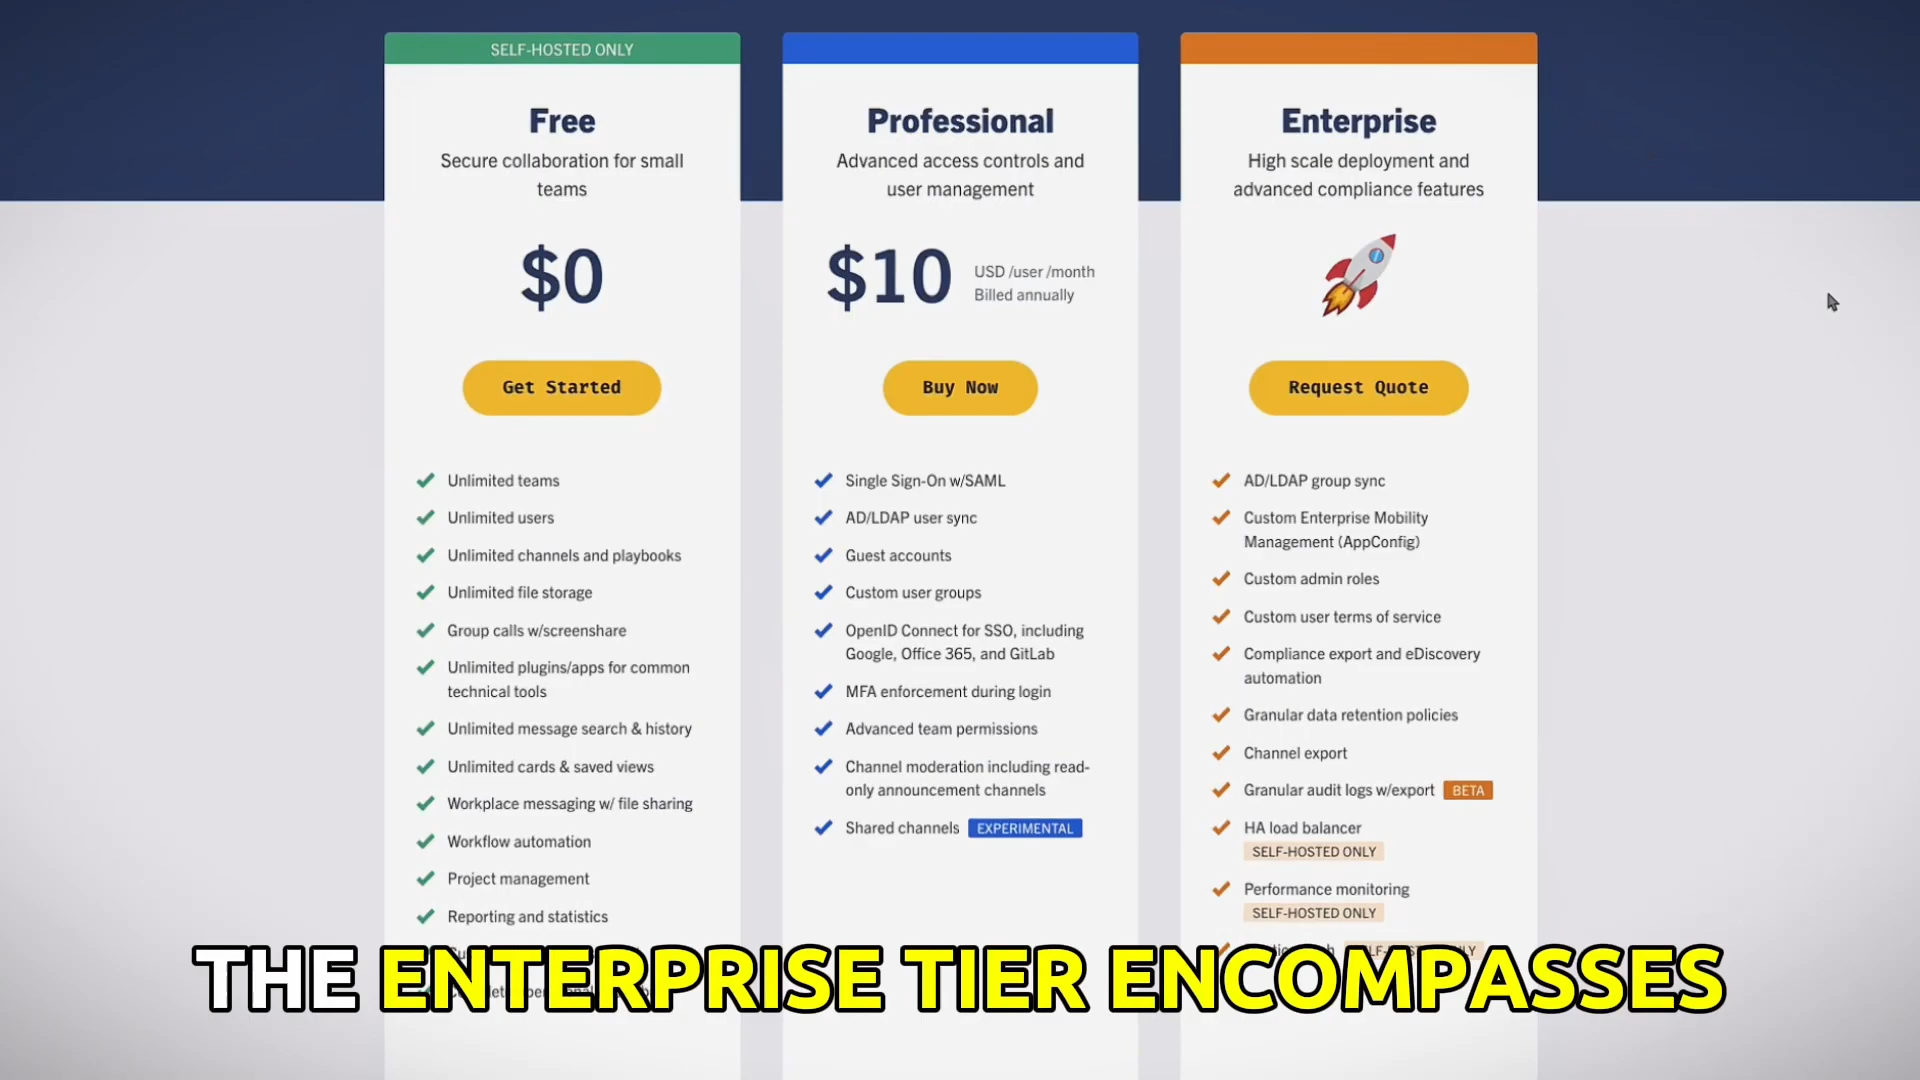 SELF-HOSTED ONLY
Free
Secure collaboration for small
teams
$0
Get Started
Unlimited teams
Unlimited users
Unlimited channels and playbooks
Unlimited file storage
Group calls w/screenshare
Unlimited plugins/apps for common
technical tools
Unlimited message search & history
Unlimited cards & saved views
Workplace messaging w/ file sharing
Workflow automation
Project management
Reporting and statistics
Professional
Advanced access controls and
user management
$10
USD /user /month
Billed annually
Buy Now
Single Sign-On w/SAML
AD/LDAP user sync
Guest accounts
Custom user groups
OpenID Connect for SSO, including
Google, Office 365, and GitLab
MFA enforcement during login
Advanced team permissions
Channel moderation including read-
only announcement channels
Shared channels EXPERIMENTAL
Enterprise
High scale deployment and
advanced compliance features
Request Quote
AD/LDAP group sync
Custom Enterprise Mobility
Management (AppConfig)
Custom admin roles
Custom user terms of service
Compliance export and eDiscovery
automation
Granular data retention policies
Channel export
Granular audit logs w/export BETA
HA load balancer
SELF-HOSTED ONLY
Performance monitoring
SELF-HOSTED ONLY
THE ENTERPRISE TIER ENCOMPASSES